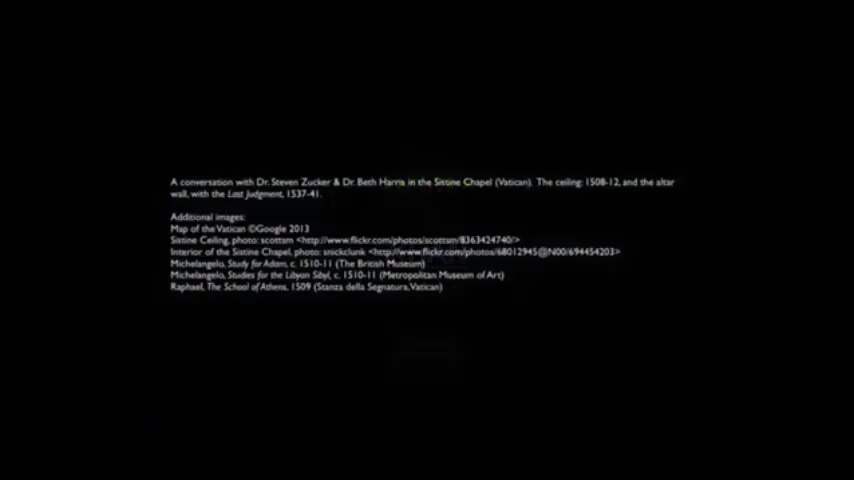 A conversation with Dr. Steven Zucker & Dr. Beth Harris in the Sistine Chapel (Vatican). The ceiling: 1508-12, and the altar
wall, with the Last Judgment, 1537-41.
Additional images:
Map of the Vatican ©Google 2013
Sistine Ceiling, photo: scottam <http://www.flickr.com/photos/scottam/8363424740/>
Interior of the Sistine Chapel, photo: snickclunk <http://www.flickr.com/photos/68012945@N00/694454203>
Michelangelo, Study for Adam, c. 1510-11 (The British Museum)
Michelangelo, Studies for the Libyan Sibyl, c. 1510-11 (Metropolitan Museum of Art)
Raphael, The School of Athens, 1509 (Stanza della Segnatura, Vatican)